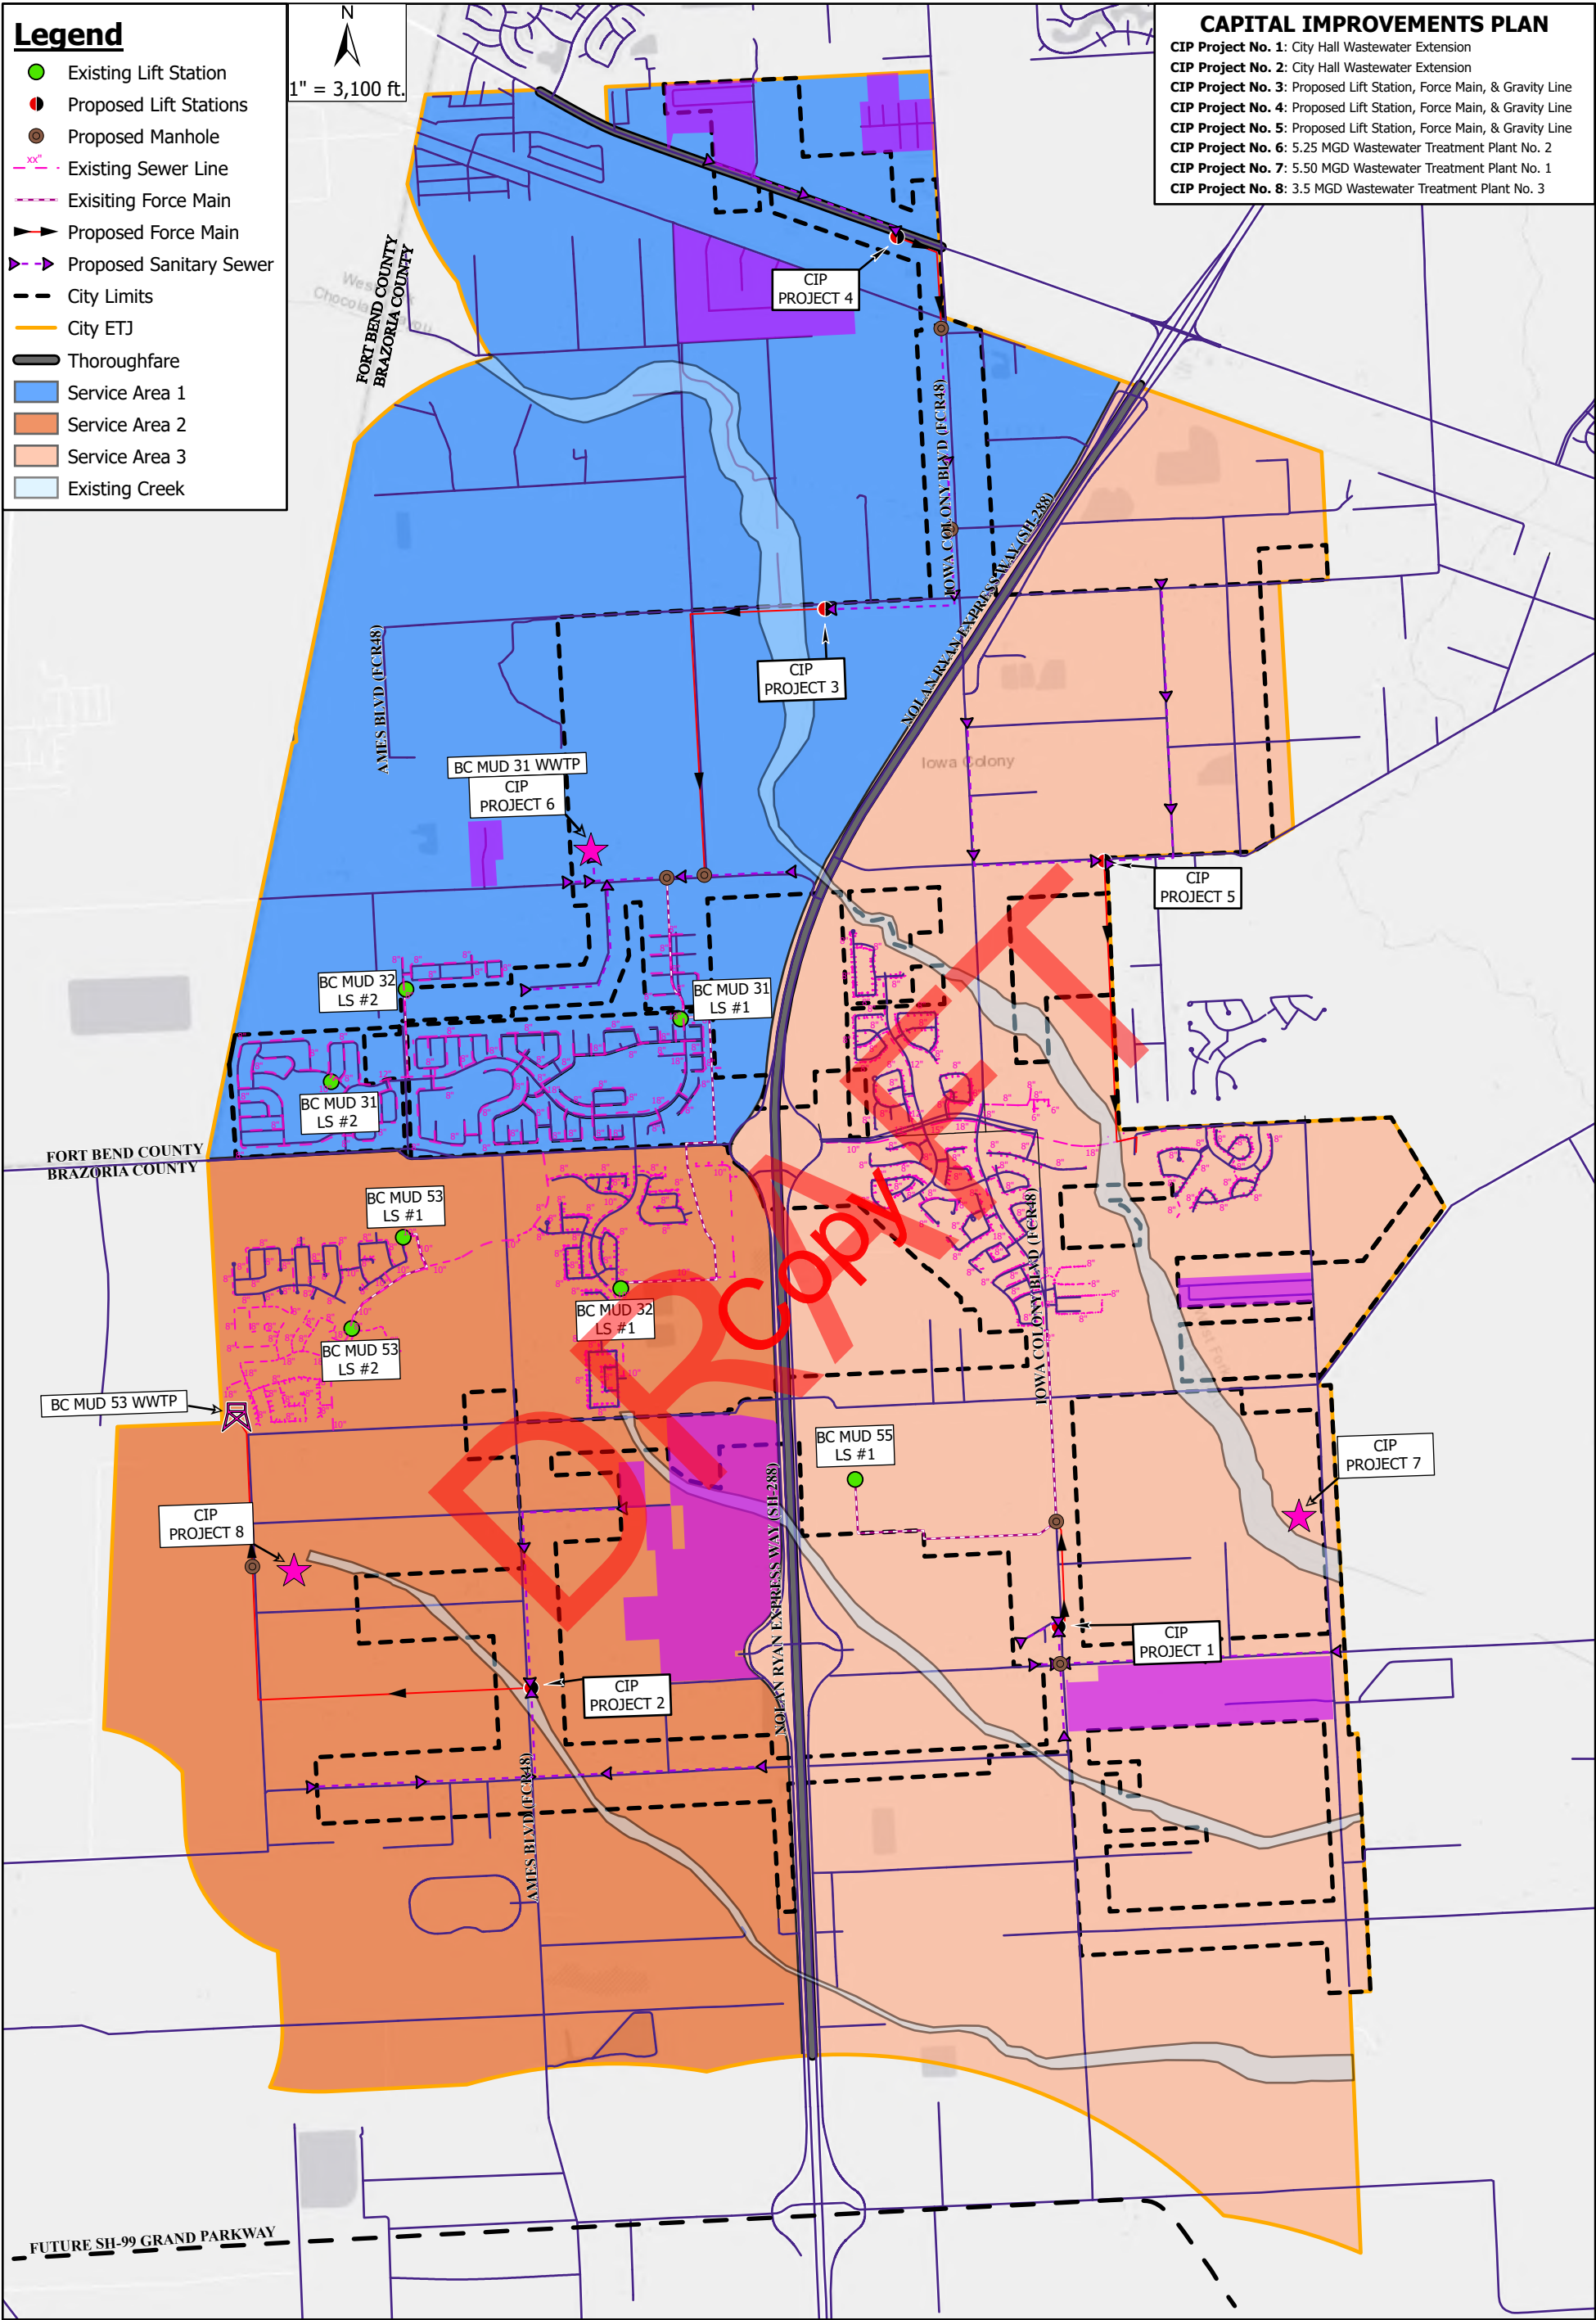 Legend
Existing Lift Station
Proposed Lift Stations
Proposed Manhole
xx"
Existing Sewer Line
Exisiting Force Main
Proposed Force Main
Proposed Sanitary Sewer
City Limits
City ETJ
Thoroughfare
Service Area 1
Service Area 2
Service Area 3
Existing Creek
N
1" = 3,100 ft.
CAPITAL IMPROVEMENTS PLAN
CIP Project No. 1: City Hall Wastewater Extension
CIP Project No. 2: City Hall Wastewater Extension
CIP Project No. 3: Proposed Lift Station, Force Main, & Gravity Line
CIP Project No. 4: Proposed Lift Station, Force Main, & Gravity Line
CIP Project No. 5: Proposed Lift Station, Force Main, & Gravity Line
CIP Project No. 6: 5.25 MGD Wastewater Treatment Plant No. 2
CIP Project No. 7: 5.50 MGD Wastewater Treatment Plant No. 1
CIP Project No. 8: 3.5 MGD Wastewater Treatment Plant No. 3
FORT BEND COUNTY
BRAZORIA COUNTY
CIP
PROJECT 4
IOWA COLONY BLVD (FCR48)
NOLAN RYAN EXPRESS WAY (SH-288)
CIP
PROJECT 3
AMES BLVD (FCR48)
Iowa Colony
BC MUD 31 WWTP
CIP
PROJECT 6
CIP
PROJECT 5
BC MUD 32
LS #2
BC MUD 31
LS #1
BC MUD 31
LS #2
FORT BEND COUNTY
BRAZORIA COUNTY
BC MUD 53
LS #1
BC MUD 32
LS #1
BC MUD 53
LS #2
IOWA COLONY BLVD (FCR48)
DRAFT
Copy
BC MUD 53 WWTP
BC MUD 55
LS #1
CIP
PROJECT 7
CIP
PROJECT 8
NOLAN RYAN EXPRESS WAY (SH-288)
CIP
PROJECT 1
CIP
PROJECT 2
AMES BLVD (FCR48)
FUTURE SH-99 GRAND PARKWAY